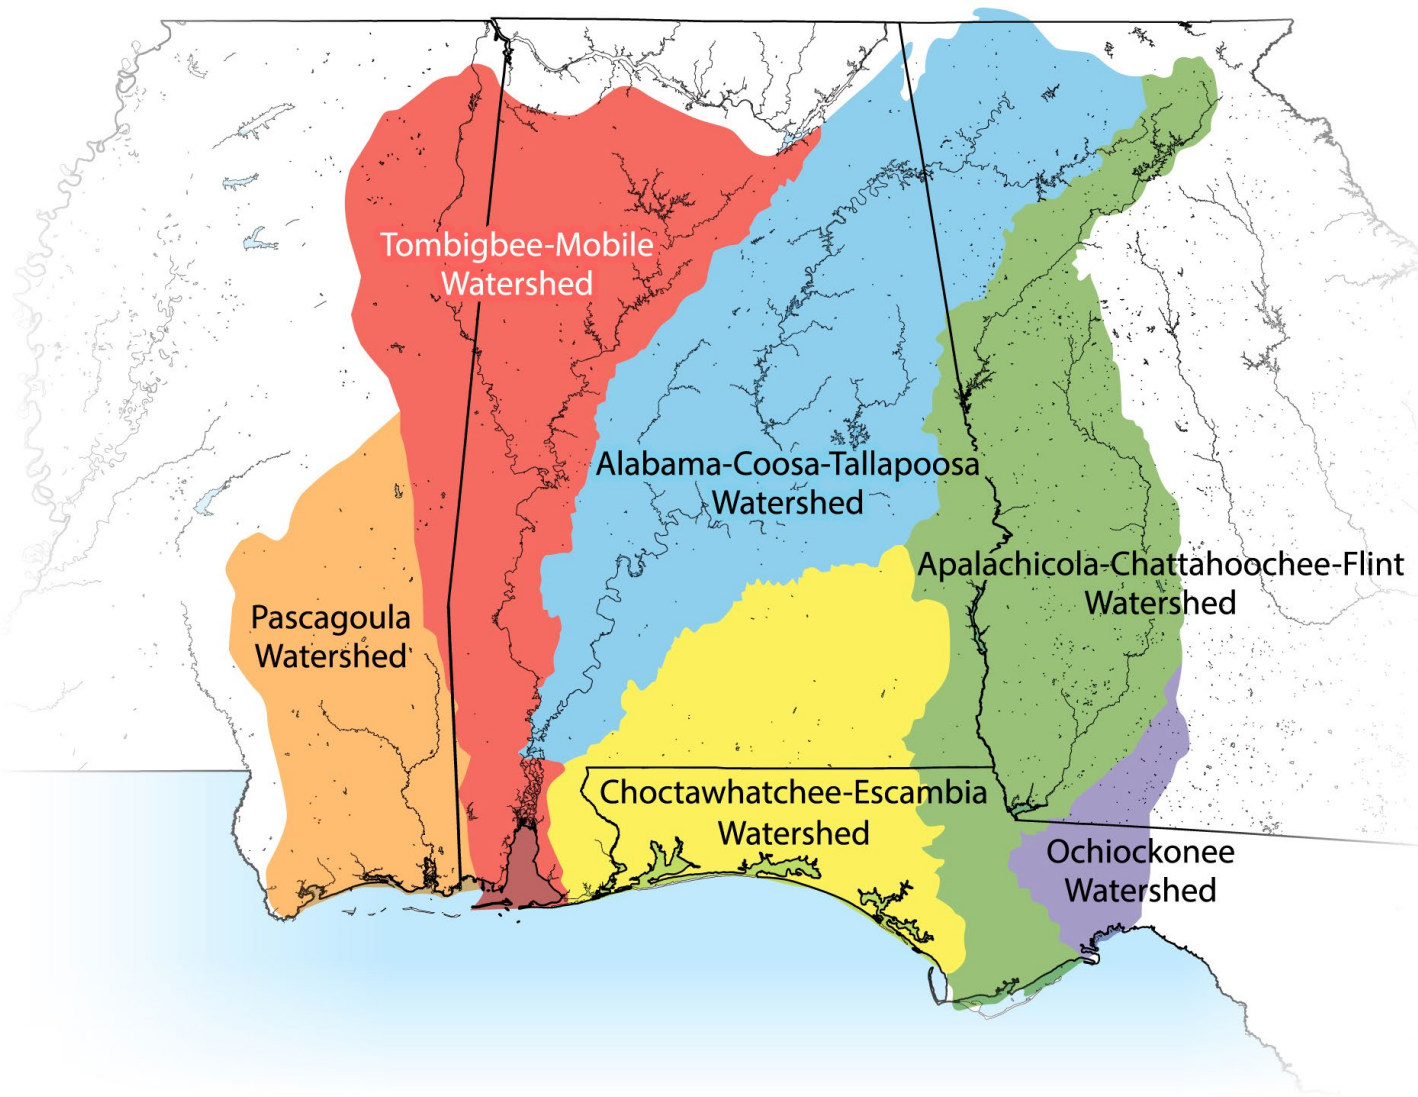 Tombigbee-Mobile
Watershed
Alabama-Coosa-Tallapoosa
Watershed
Apalachicola-Chattahoochee-Flint
Watershed
Pascagoula
Watershed
Choctawhatchee-Escambia
Watershed
Ochiockonee
Watershed